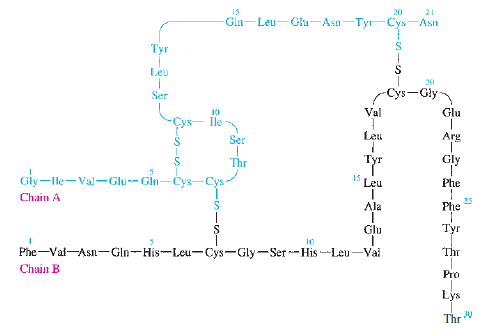 15 20 21
Gln—Leu—Glu—Asn—Tyr—Cys—Asn
Tyr S
Leu S
20
Ser Cys—Gly
10 Val Glu
Cys—Ile
S Ser Leu Arg
S Thr Tyr Gly
1 5
Gly—Ile—Val—Glu—Gln—Cys—Cys 15 Leu Phe
Chain A
S Ala Phe 25
S Glu Tyr
1 5 10
Phe—Val—Asn—Gln—His—Leu—Cys—Gly—Ser—His—Leu—Val Thr
Chain B Pro
Lys
Thr 30